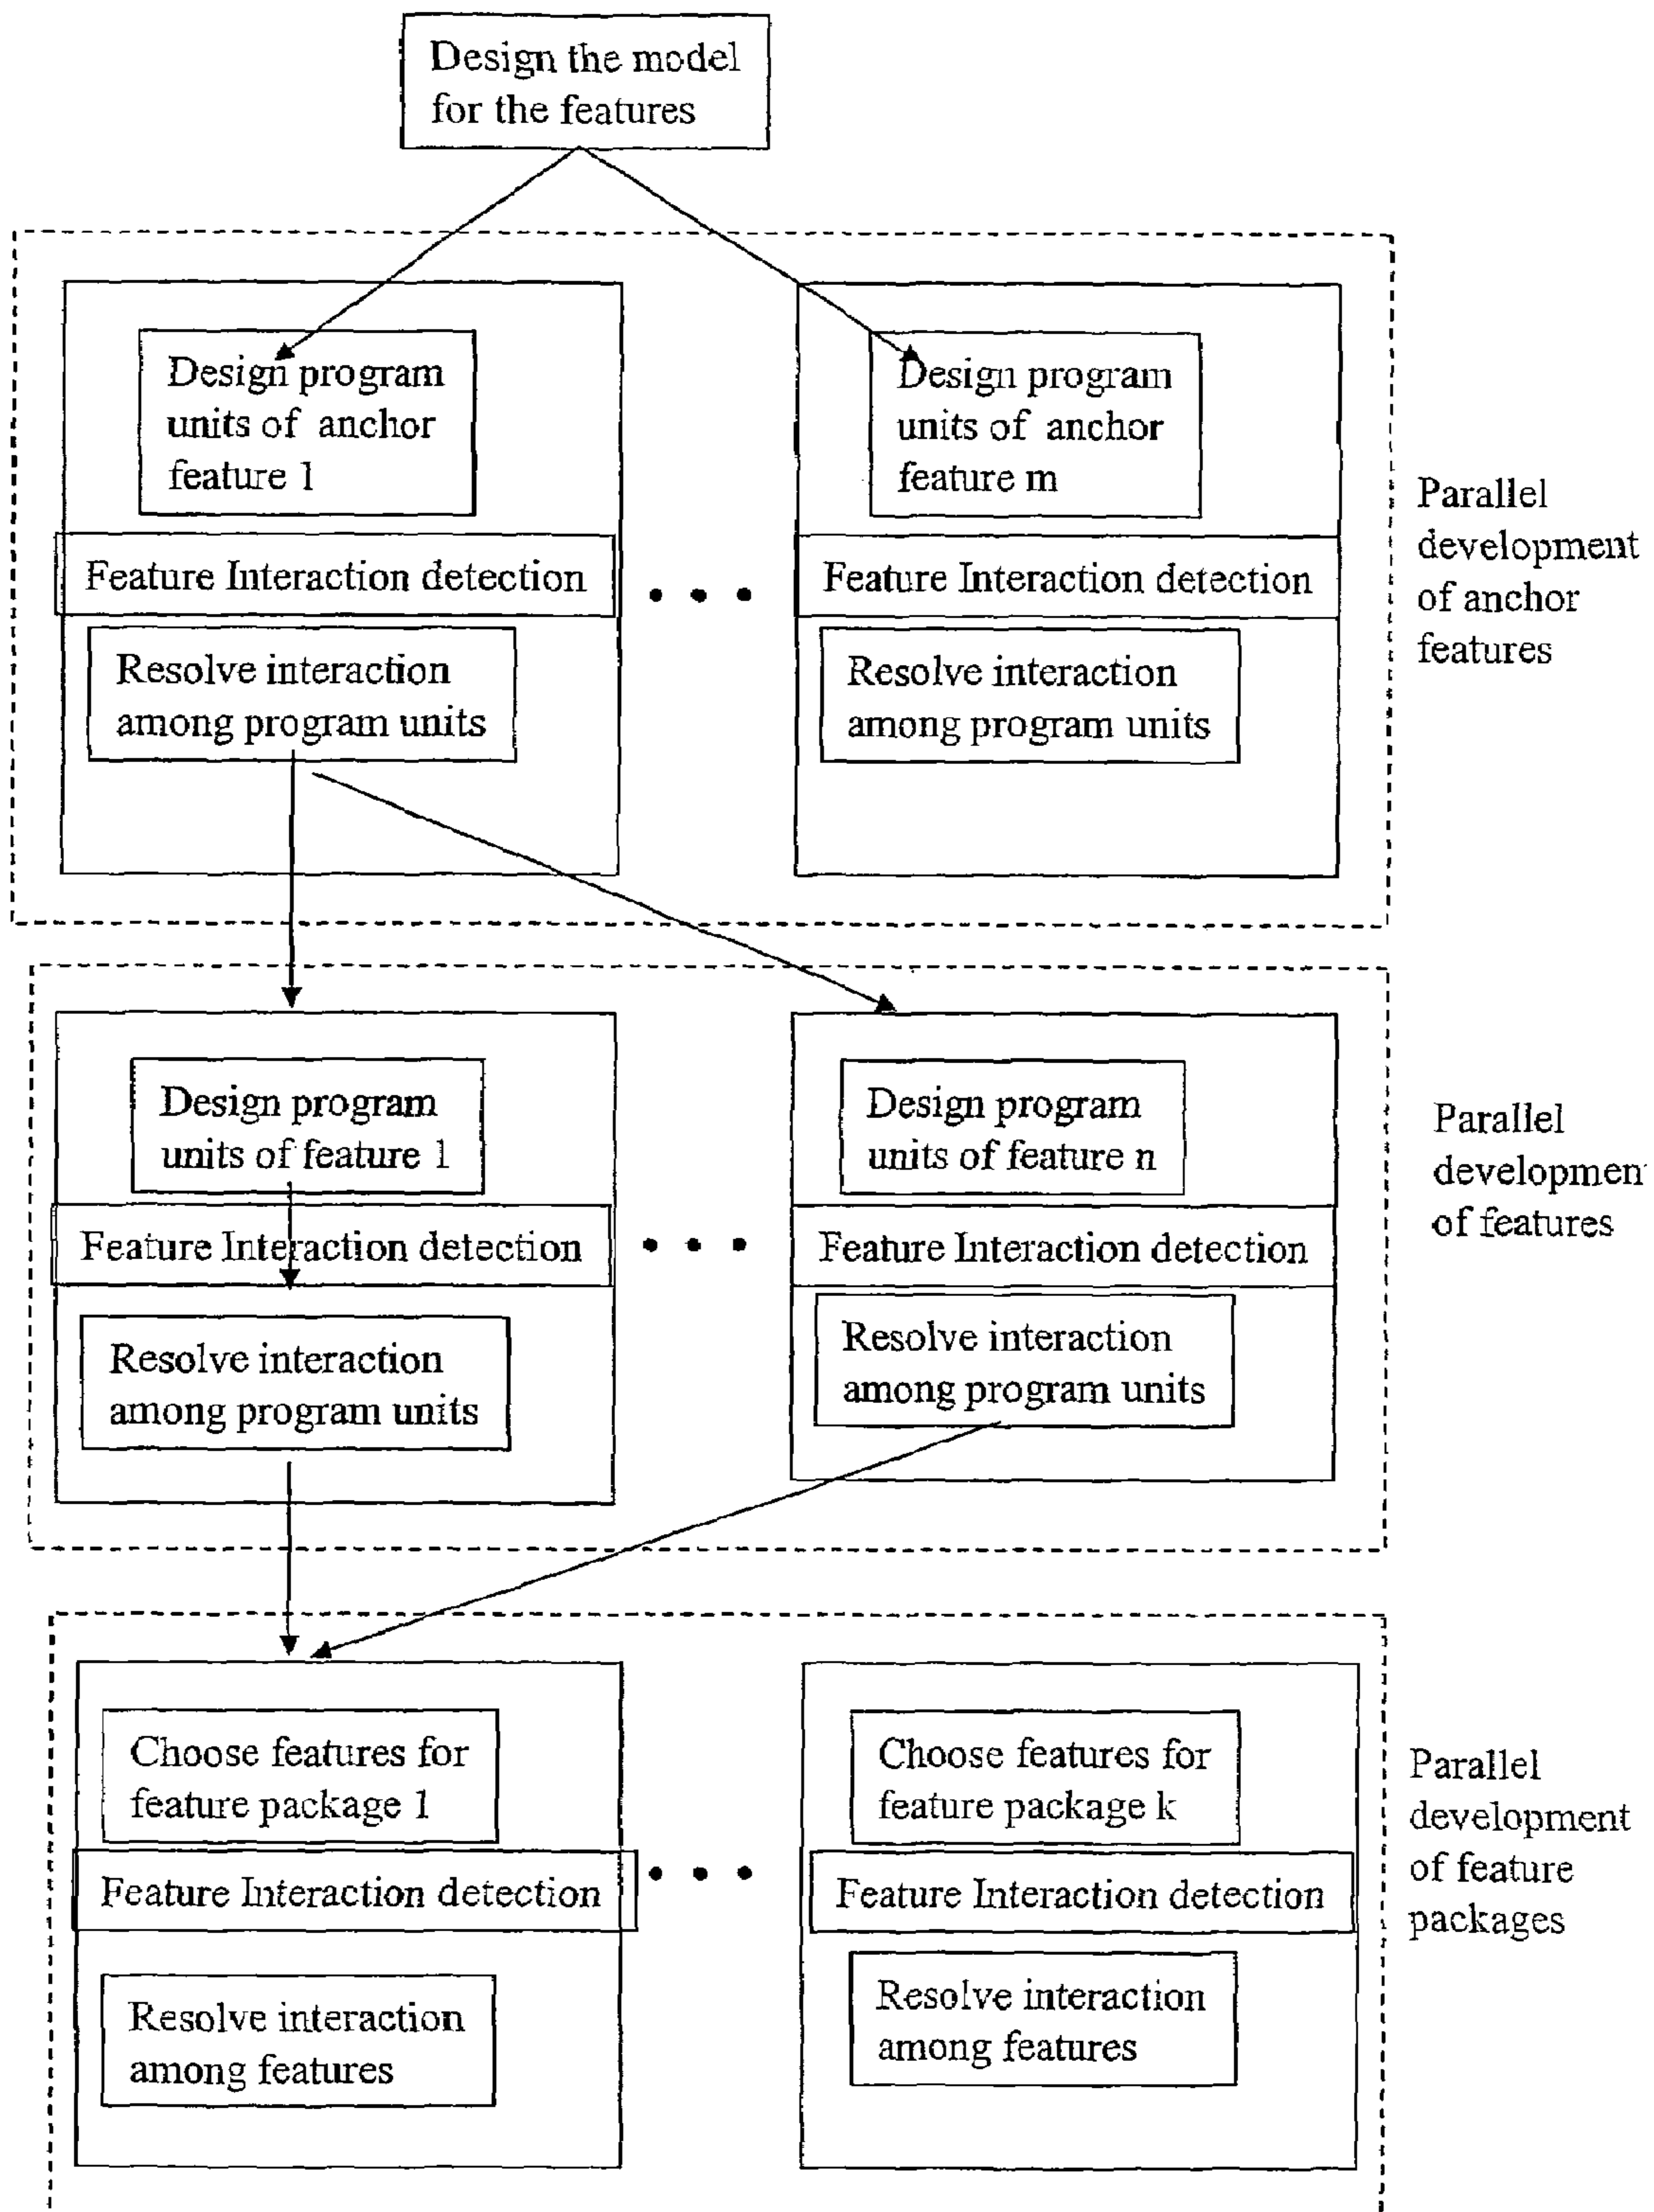 Design the model
for the features
Design program
units of anchor
feature 1
Feature Interaction detection
Resolve interaction
among program units
Design program
units of anchor
feature m
Feature Interaction detection
Resolve interaction
among program units
Parallel
development
of anchor
features
Design program
units of feature 1
Feature Interaction detection
Resolve interaction
among program units
Design program
units of feature n
Feature Interaction detection
Resolve interaction
among program units
Parallel
developmen
of features
Choose features for
feature package 1
Feature Interaction detection
Resolve interaction
among features
Choose features for
feature package k
Feature Interaction detection
Resolve interaction
among features
Parallel
development
of feature
packages